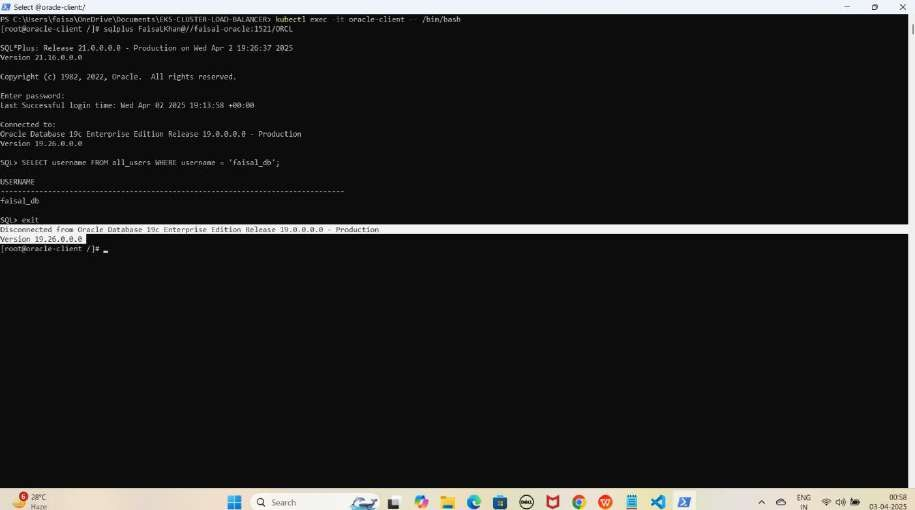 Select @oracle-client:/
PS C:\Users\faisa\OneDrive\Documents\EKS-CLUSTER-LOAD-BALANCER> kubectl exec -it oracle-client -- /bin/bash
[root@oracle-client /]# sqlplus FaisaLKhan@//faisal-oracle:1521/ORCL
SQL*Plus: Release 21.0.0.0.0 - Production on Wed Apr 2 19:26:37 2025
Version 21.16.0.0.0
Copyright (c) 1982, 2022, Oracle.  All rights reserved.
Enter password:
Last Successful login time: Wed Apr 02 2025 19:13:58 +00:00
Connected to:
Oracle Database 19c Enterprise Edition Release 19.0.0.0.0 - Production
Version 19.26.0.0.0
SQL> SELECT username FROM all_users WHERE username = 'faisal_db';
USERNAME
--------------------------------------------------------------------------------
faisal_db
SQL> exit
Disconnected from Oracle Database 19c Enterprise Edition Release 19.0.0.0.0 - Production
Version 19.26.0.0.0
[root@oracle-client /]#
6
28°C
Haze
Search
DELL
ENG
IN
00:58
03-04-2025